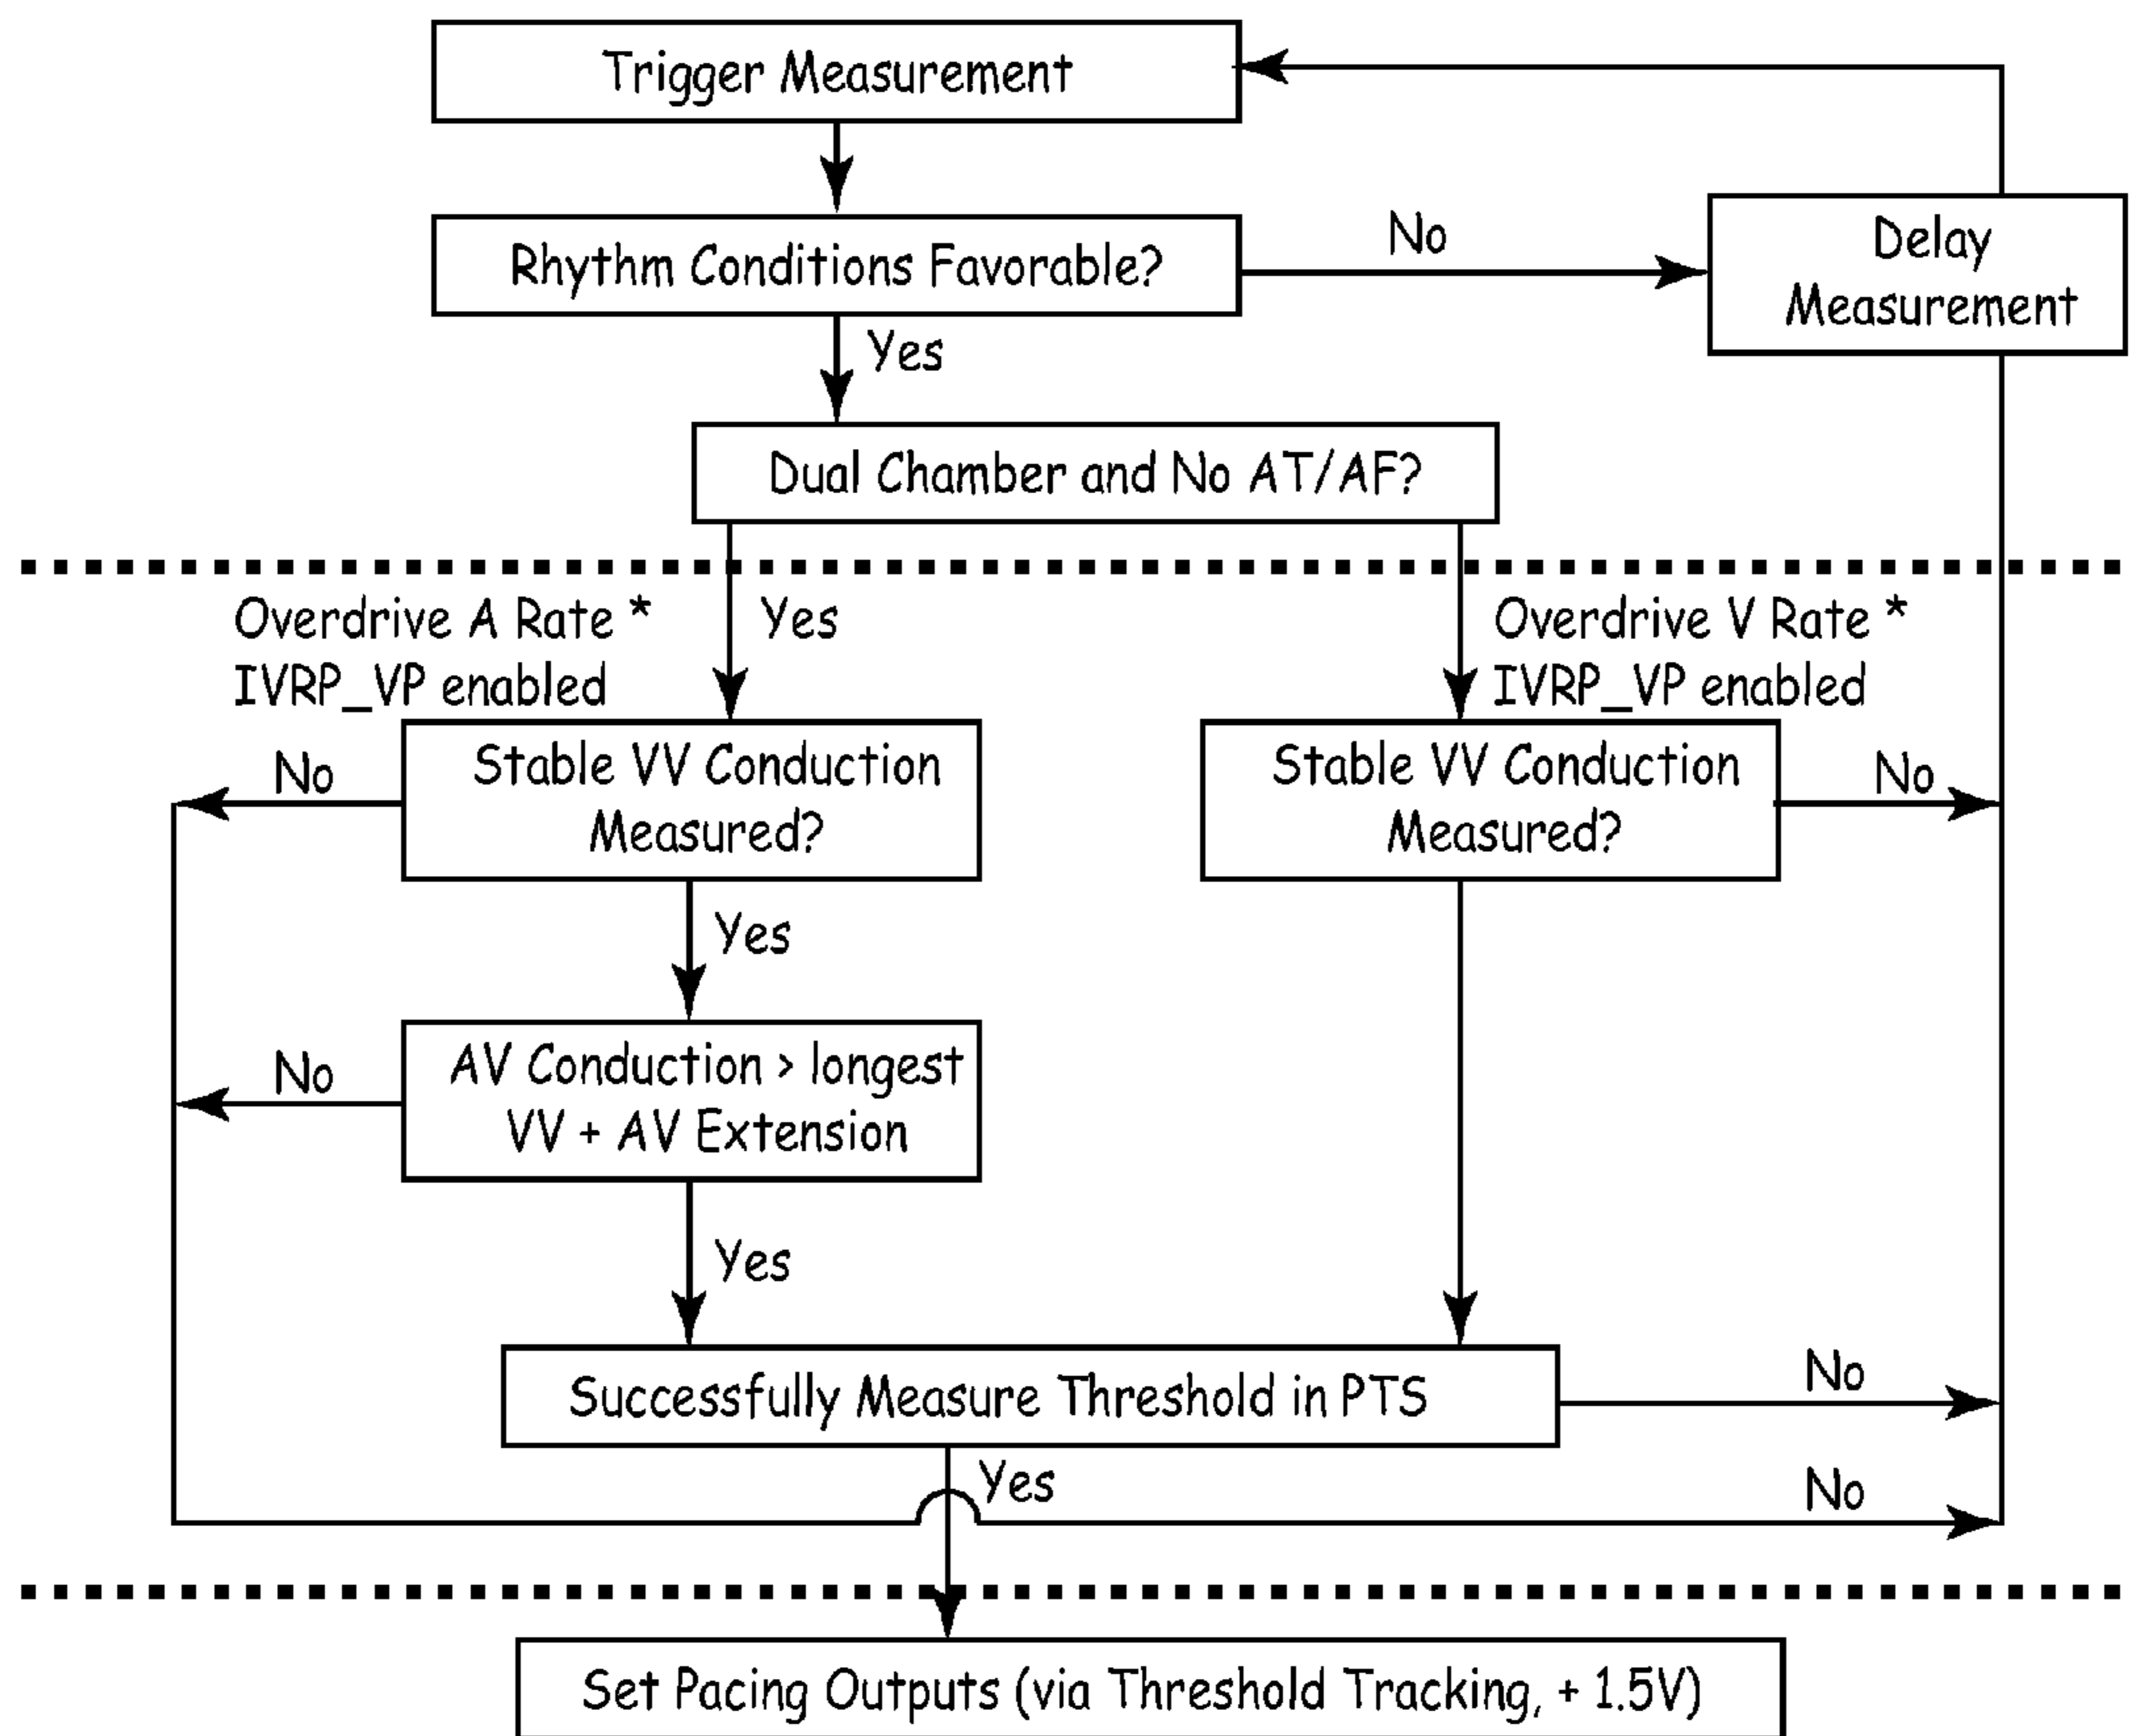 Trigger Measurement
Rhythm Conditions Favorable?
No
Delay
Measurement
Yes
Dual Chamber and No AT/AF?
Overdrive A Rate *
IVRP_VP enabled
Yes
Overdrive V Rate *
IVRP_VP enabled
No
Stable VV Conduction
Measured?
Stable VV Conduction
Measured?
No
Yes
No
AV Conduction > longest
VV + AV Extension
Yes
Successfully Measure Threshold in PTS
No
Yes
No
Set Pacing Outputs (via Threshold Tracking, + 1.5V)